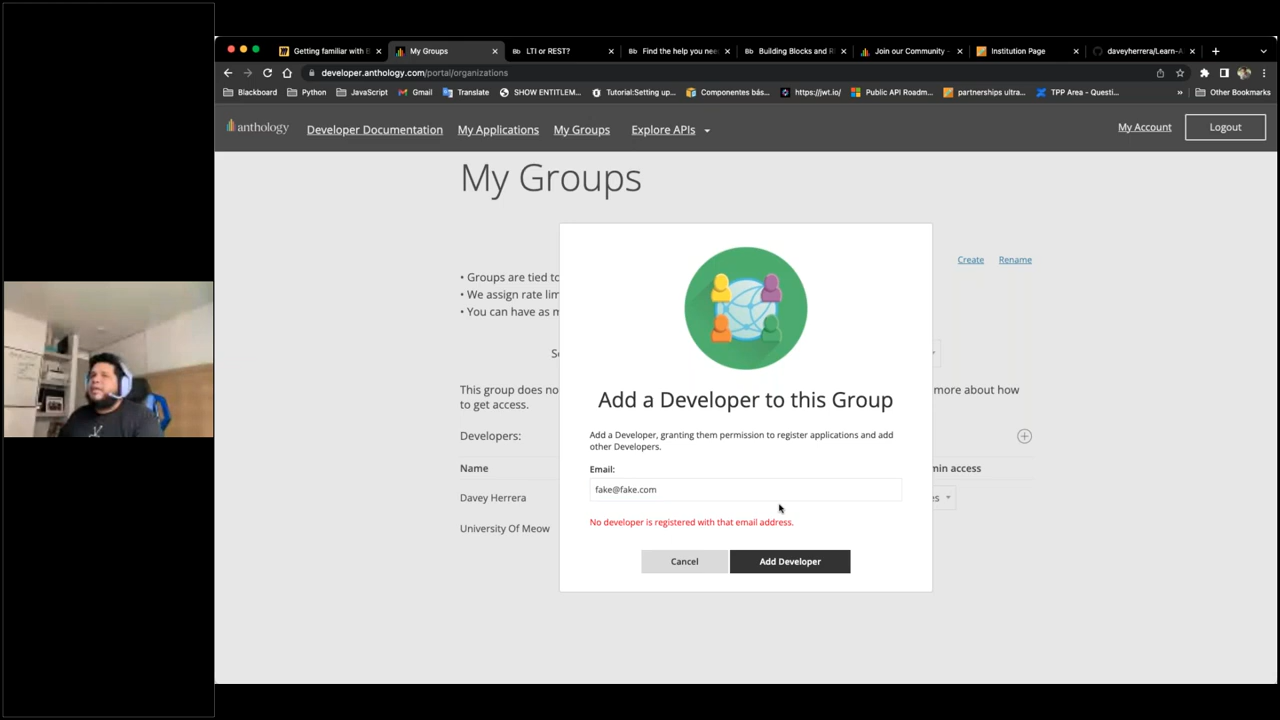 Getting familiar with B
My Groups
LTI or REST?
Find the help you nee
Building Blocks and R
Join our Community -
Institution Page
daveyherrera/Learn-A
developer.anthology.com/portal/organizations
Blackboard
Python
JavaScript
Gmail
Translate
SHOW ENTITLEM...
Tutorial:Setting up...
Componentes bás...
https://jwt.io/
Public API Roadm...
partnerships ultra...
TPP Area - Questi...
Other Bookmarks
anthology
Developer Documentation
My Applications
My Groups
Explore APIs
My Account
Logout
My Groups
Create
Rename
• Groups are tied to
• We assign rate lim
• You can have as m
Add a Developer to this Group
This group does no
more about how
to get access.
Developers:
Add a Developer, granting them permission to register applications and add
other Developers.
Name
Email:
min access
Davey Herrera
fake@fake.com
es
University Of Meow
No developer is registered with that email address.
Cancel
Add Developer